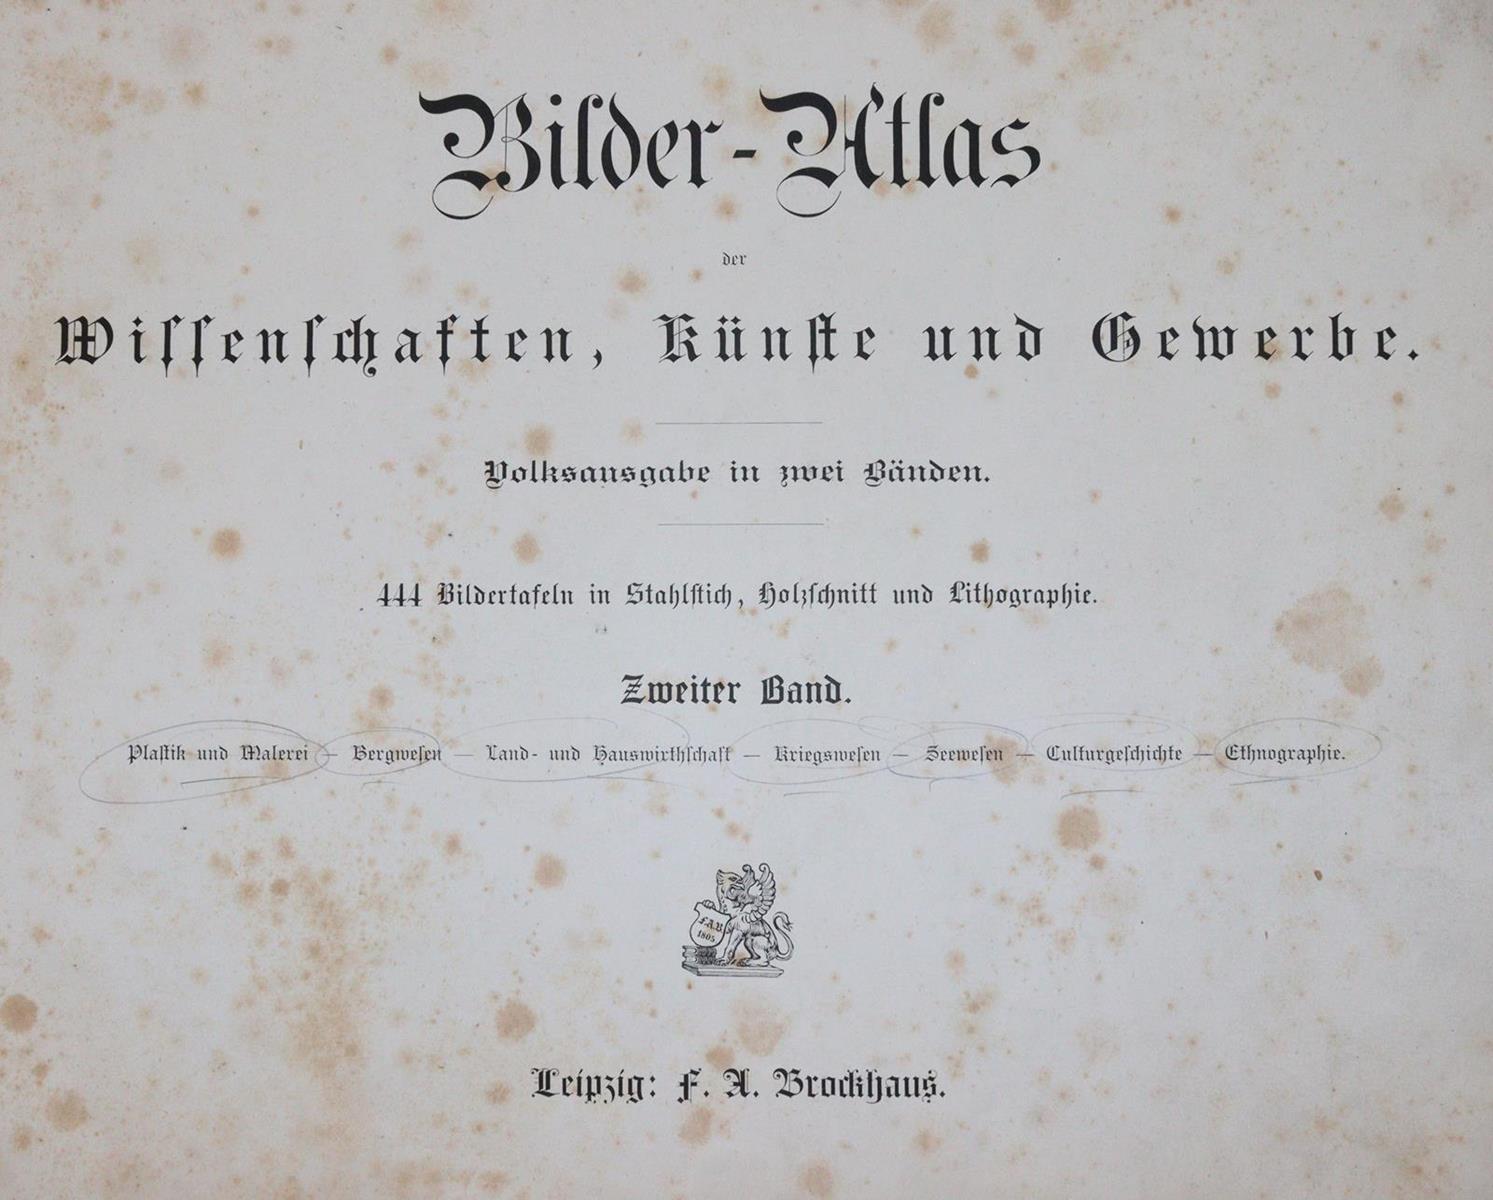 Bilder-Atlas
der
Wissenschaften, Künste und Gewerbe.
Volksausgabe in zwei Bänden.
444 Bildertafeln in Stahlstich, Holzschnitt und Lithographie.
Zweiter Band.
Plastik und Malerei — Bergwesen — Land- und Hauswirthschaft — Kriegswesen — Seewesen — Culturgeschichte — Ethnographie.
F.A.B.
1805
Leipzig: F. A. Brockhaus.